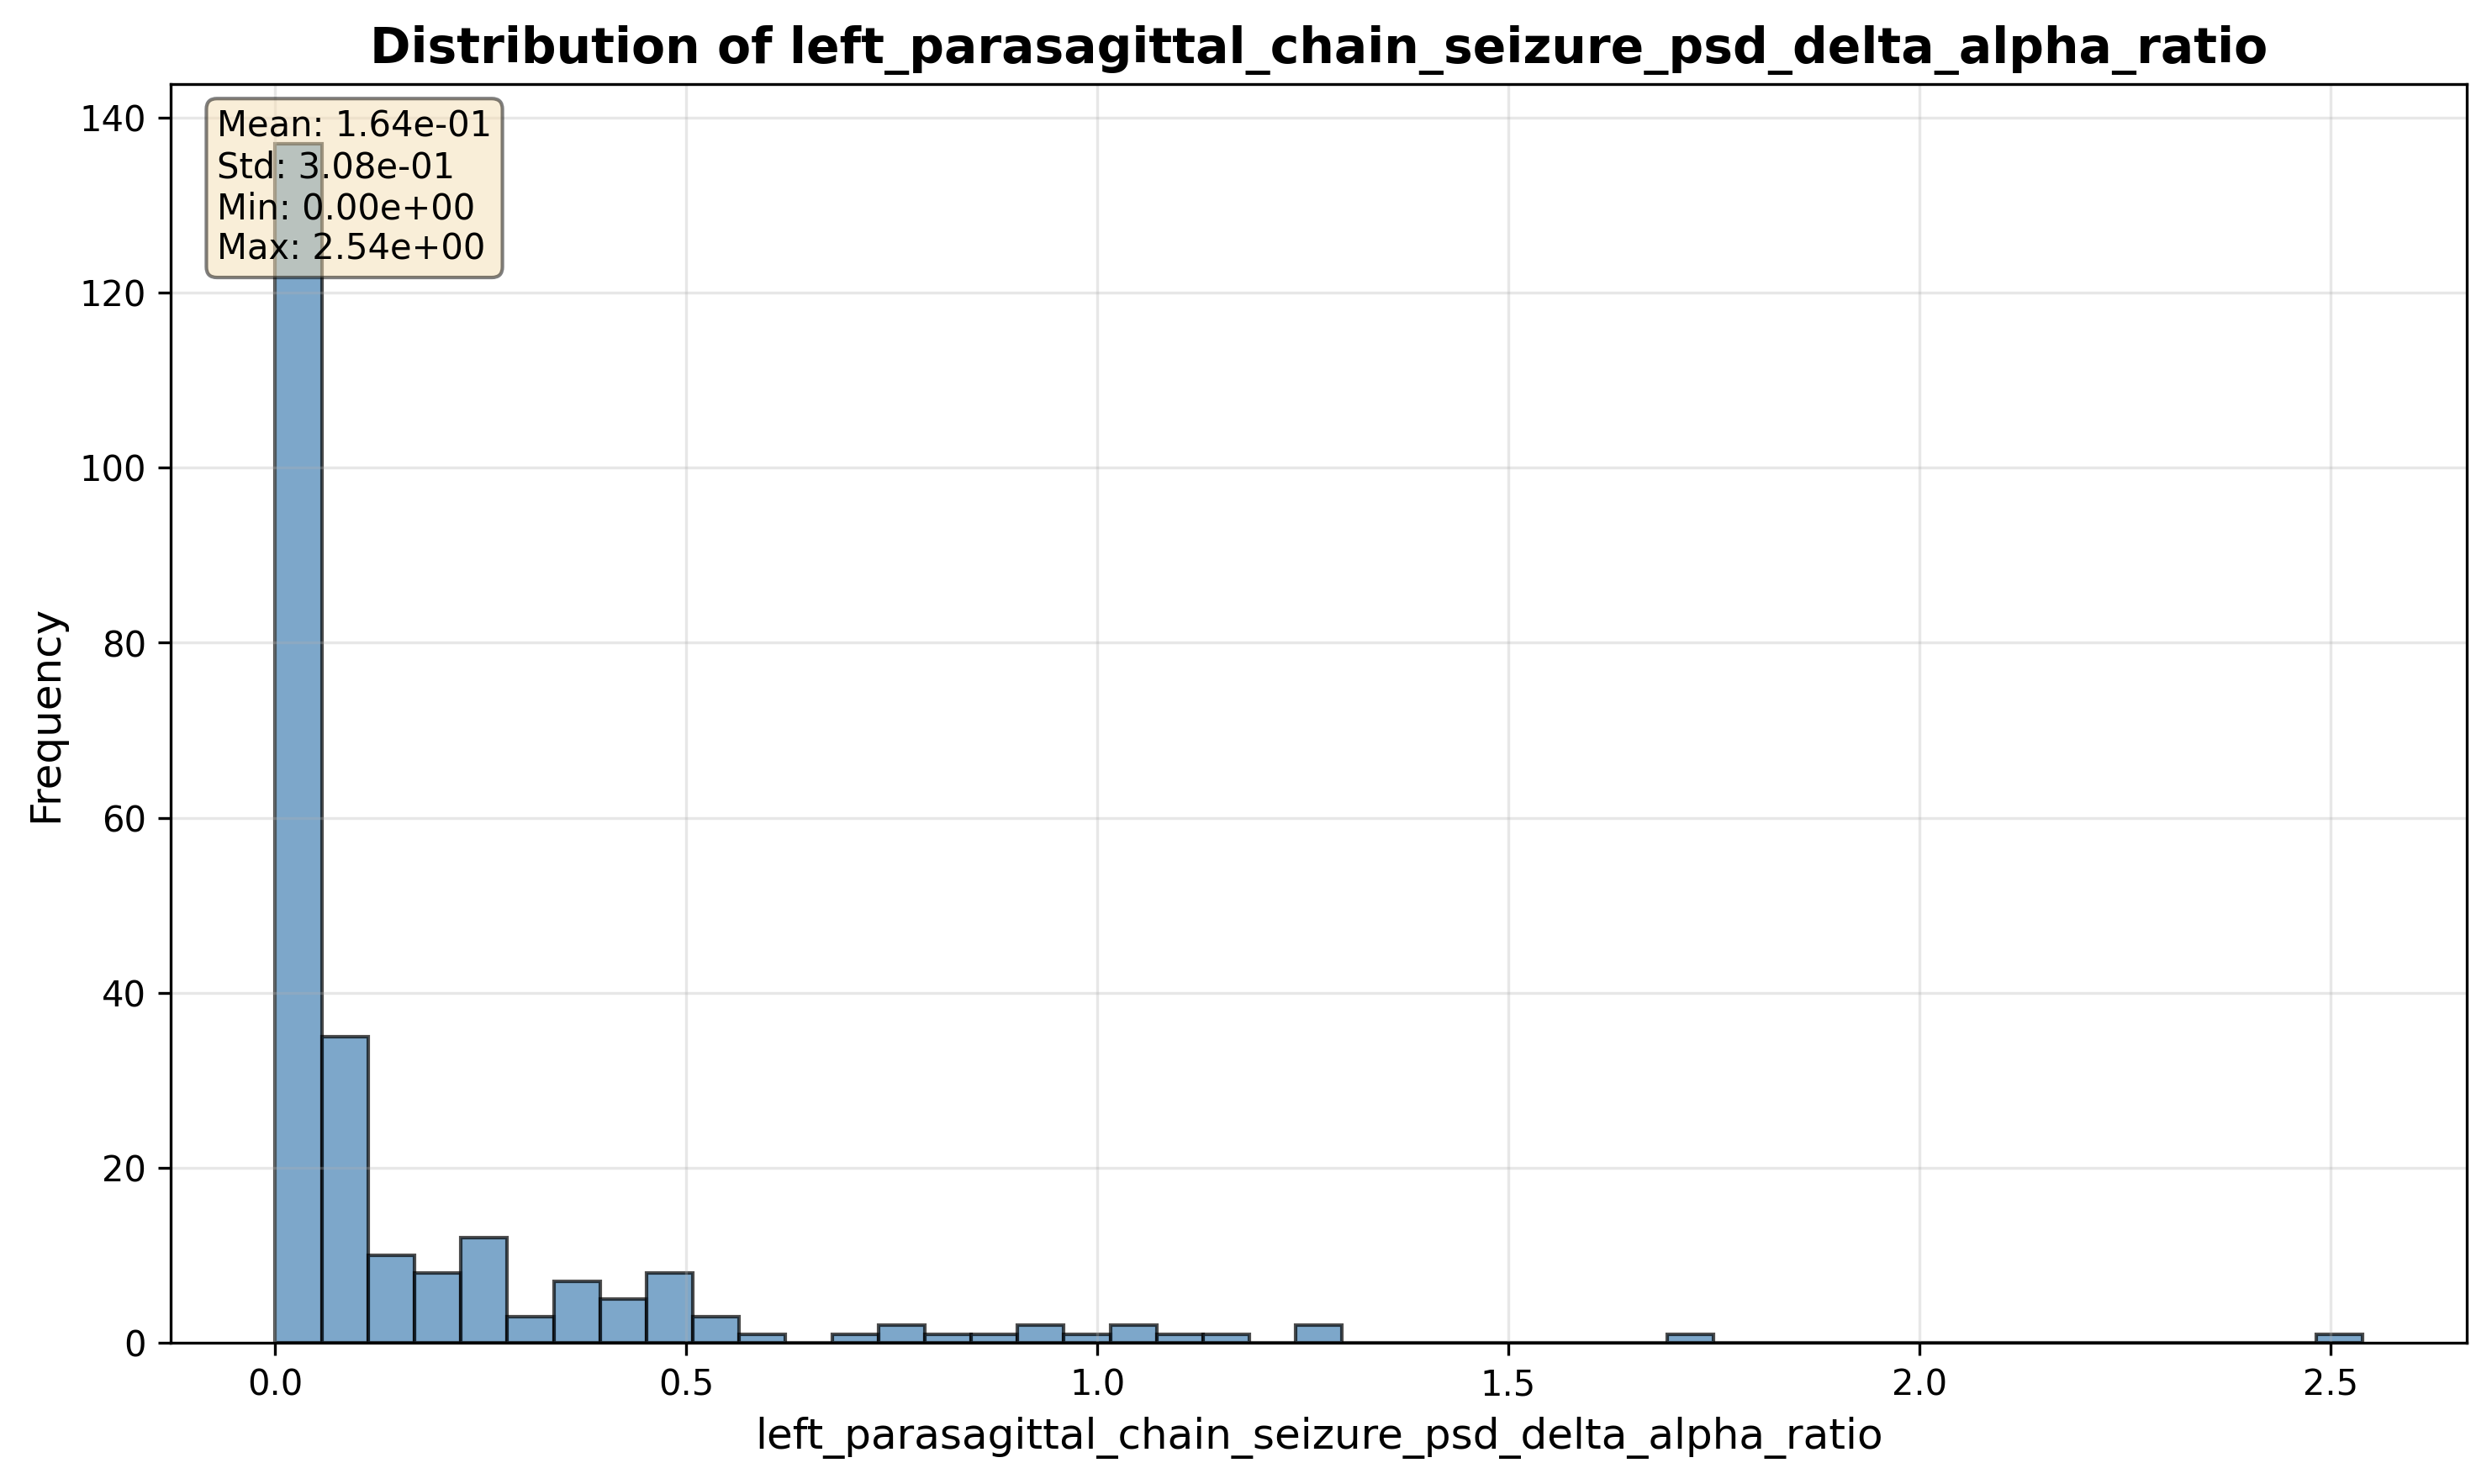 Distribution of left_parasagittal_chain_seizure_psd_delta_alpha_ratio
Mean: 1.64e-01
Std: 3.08e-01
Min: 0.00e+00
Max: 2.54e+00
140
120
100
80
60
40
20
0
Frequency
0.0 0.5 1.0 1.5 2.0 2.5
left_parasagittal_chain_seizure_psd_delta_alpha_ratio